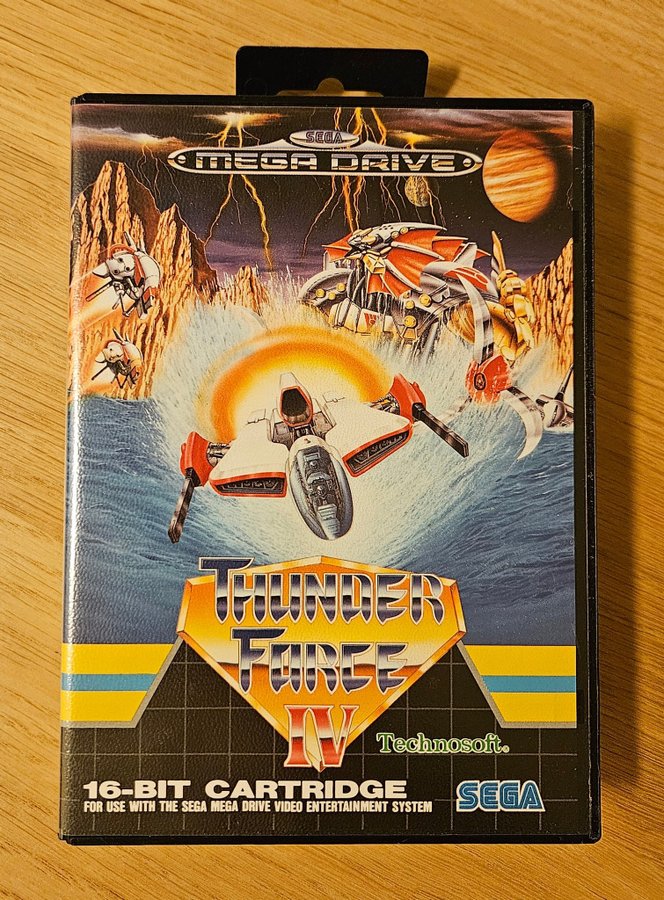 SEGA
MEGA DRIVE
THUNDER
FORCE
IV
Technosoft.
16-BIT CARTRIDGE
FOR USE WITH THE SEGA MEGA DRIVE VIDEO ENTERTAINMENT SYSTEM
SEGA